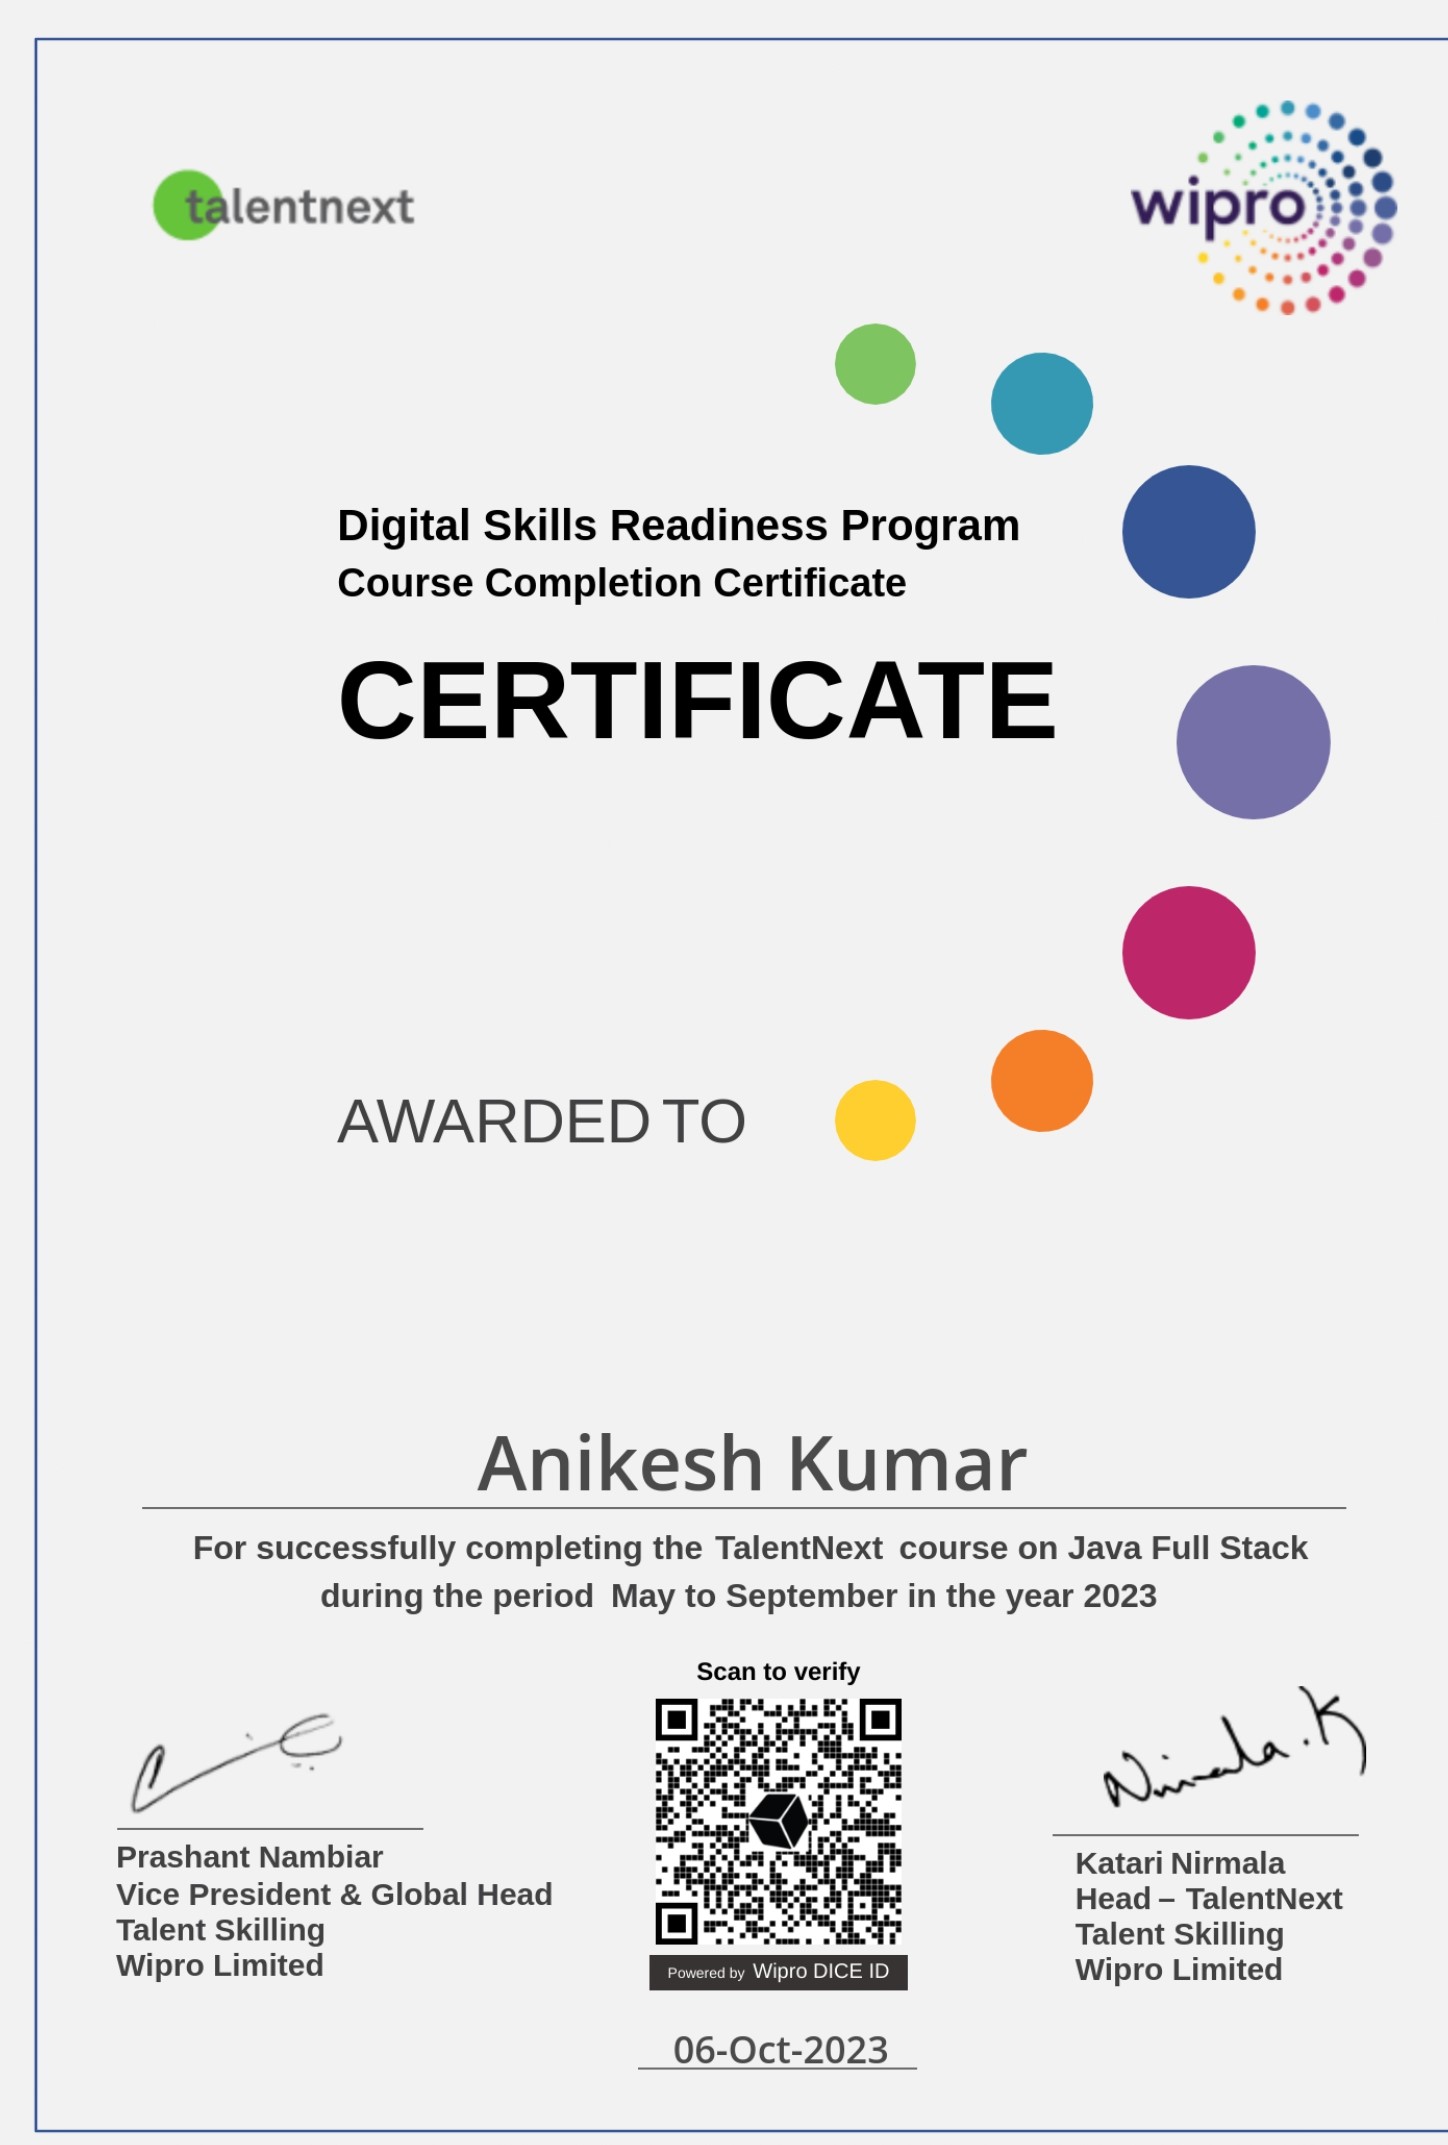 talentnext
wipro
Digital Skills Readiness Program
Course Completion Certificate
CERTIFICATE
AWARDED TO
Anikesh Kumar
For successfully completing the TalentNext course on Java Full Stack
during the period May to September in the year 2023
Scan to verify
Nirmala.K
Prashant Nambiar
Vice President & Global Head
Talent Skilling
Wipro Limited
Katari Nirmala
Head – TalentNext
Talent Skilling
Wipro Limited
Powered by Wipro DICE ID
06-Oct-2023